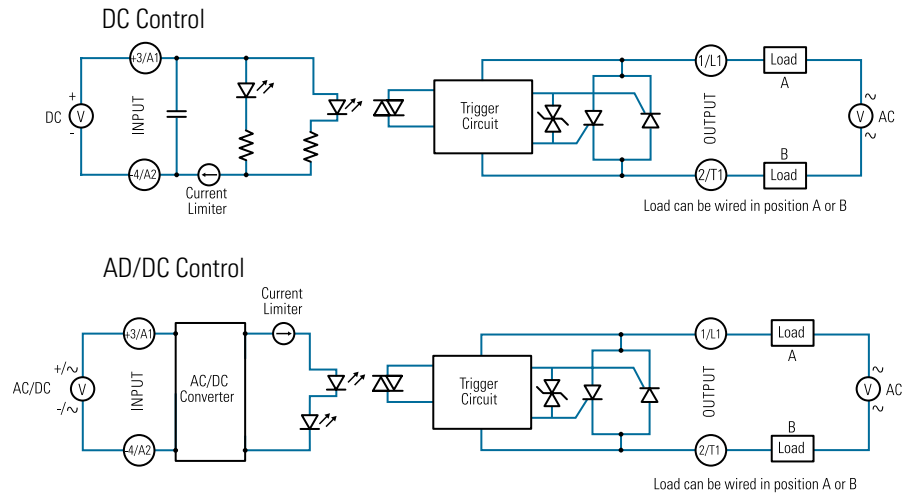 DC Control
+3/A1
+
DC V
-
INPUT
-4/A2
Current
Limiter
Trigger
Circuit
1/L1
Load
A
OUTPUT
~
V AC
~
B
2/T1
Load
Load can be wired in position A or B
AD/DC Control
Current
Limiter
+3/A1
+/~
AC/DC V
-/~
INPUT
AC/DC
Converter
-4/A2
Trigger
Circuit
1/L1
Load
A
OUTPUT
~
V AC
~
B
2/T1
Load
Load can be wired in position A or B